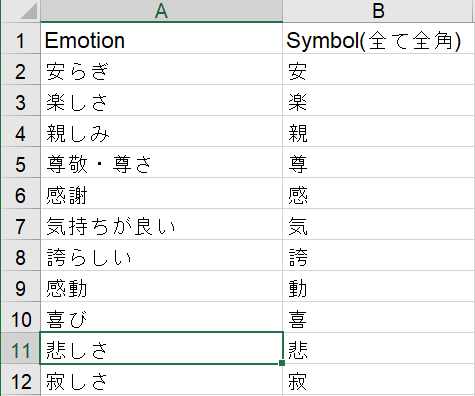 A B
1 Emotion Symbol(全て全角)
2 安らぎ 安
3 楽しさ 楽
4 親しみ 親
5 尊敬・尊さ 尊
6 感謝 感
7 気持ちが良い 気
8 誇らしい 誇
9 感動 動
10 喜び 喜
11 悲しさ 悲
12 寂しさ 寂